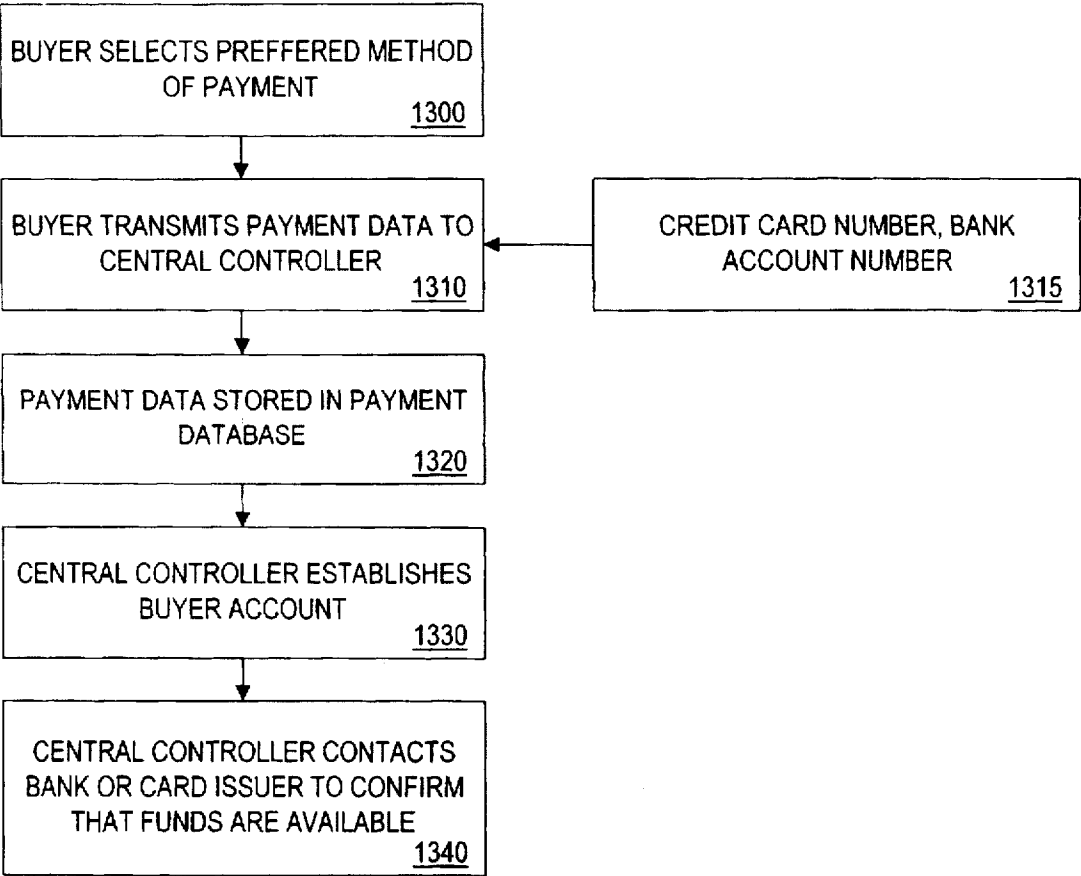 BUYER SELECTS PREFFERED METHOD
OF PAYMENT
1300
BUYER TRANSMITS PAYMENT DATA TO
CENTRAL CONTROLLER
1310
CREDIT CARD NUMBER, BANK
ACCOUNT NUMBER
1315
PAYMENT DATA STORED IN PAYMENT
DATABASE
1320
CENTRAL CONTROLLER ESTABLISHES
BUYER ACCOUNT
1330
CENTRAL CONTROLLER CONTACTS
BANK OR CARD ISSUER TO CONFIRM
THAT FUNDS ARE AVAILABLE
1340